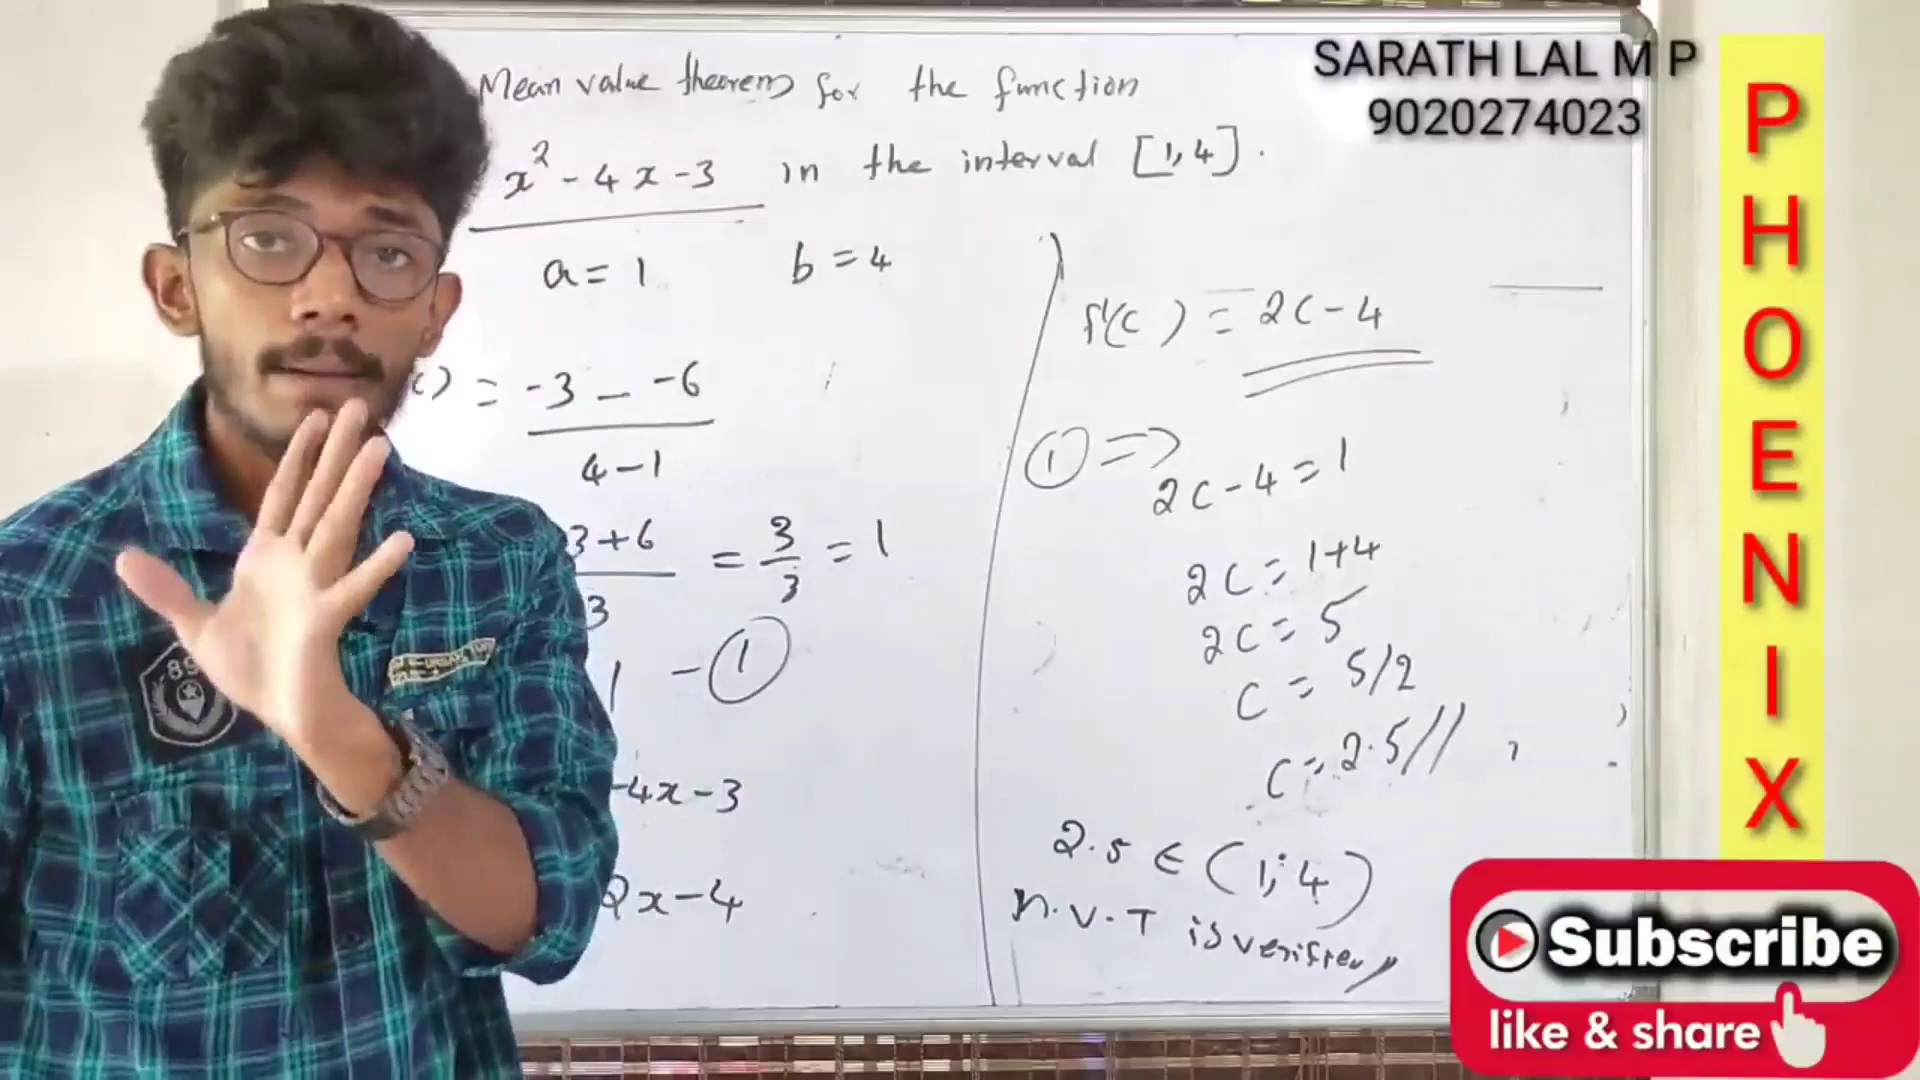 Mean value theorem for the function
x² - 4x - 3 in the interval [1, 4].
a = 1 b = 4
c) = -3 - -6
4 - 1
3 + 6 = 3/3 = 1
3
1 - ①
-4x - 3
2x - 4
f'(c) = 2c - 4
① =>
2c - 4 = 1
2c = 1 + 4
2c = 5
c = 5/2
c = 2.5//
2.5 ∈ (1, 4)
M.V.T is
SARATH LAL M P
9020274023
PHOENIX
89
Subscribe
like & share